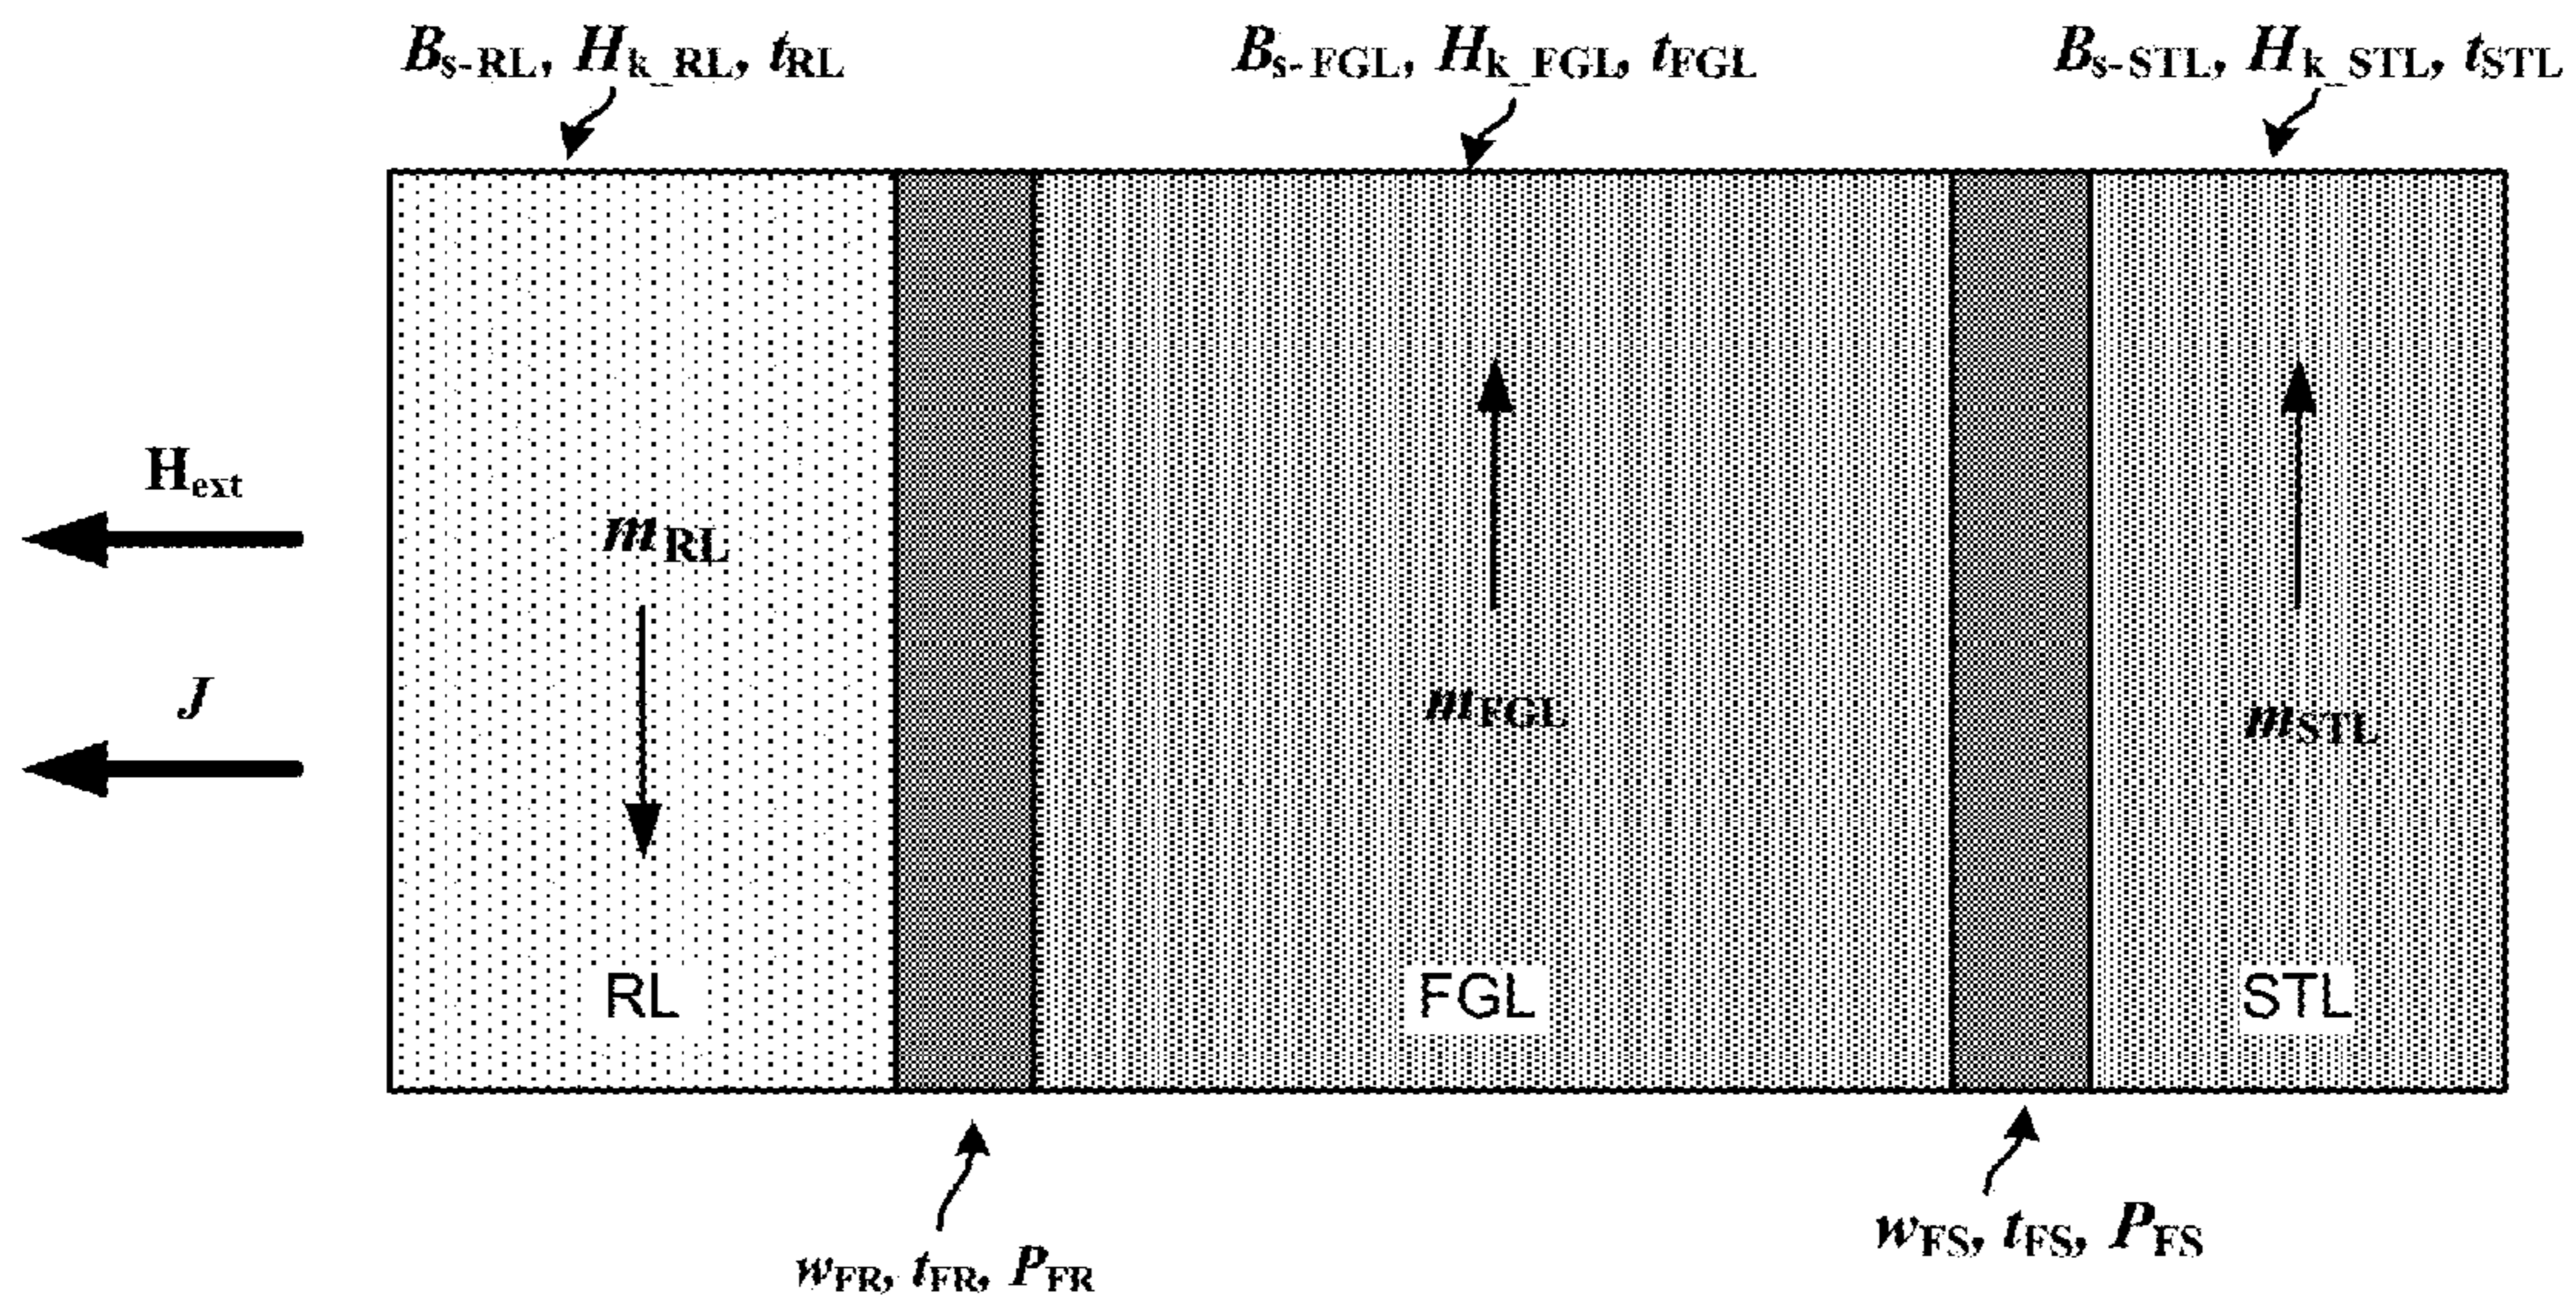 Bs-RL, Hk_RL, tRL
Bs-FGL, Hk_FGL, tFGL
Bs-STL, Hk_STL, tSTL
Hext
J
mRL
mFGL
mSTL
RL
FGL
STL
wFR, tFR, PFR
wFS, tFS, PFS